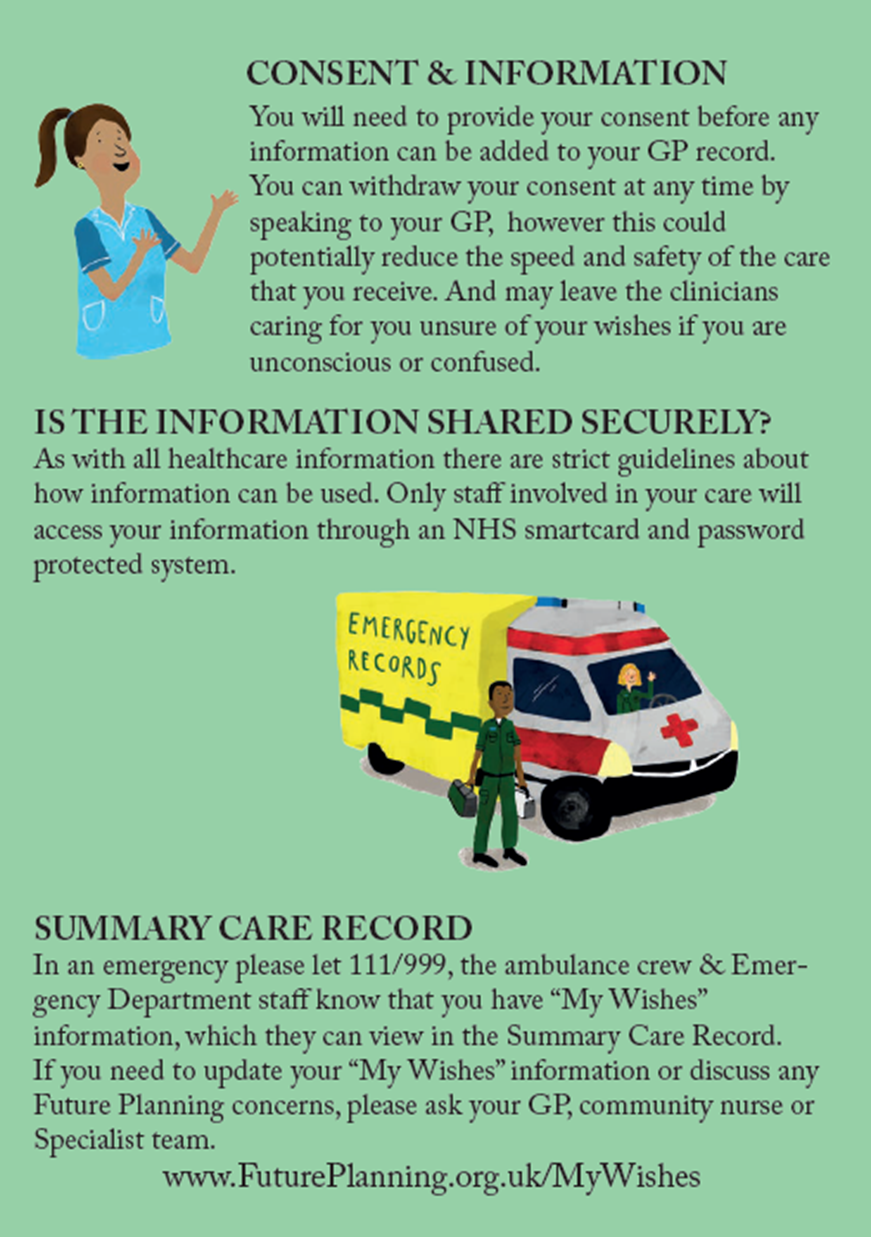 CONSENT & INFORMATION
You will need to provide your consent before any
information can be added to your GP record.
You can withdraw your consent at any time by
speaking to your GP, however this could
potentially reduce the speed and safety of the care
that you receive. And may leave the clinicians
caring for you unsure of your wishes if you are
unconscious or confused.
IS THE INFORMATION SHARED SECURELY?
As with all healthcare information there are strict guidelines about
how information can be used. Only staff involved in your care will
access your information through an NHS smartcard and password
protected system.
EMERGENCY
RECORDS
SUMMARY CARE RECORD
In an emergency please let 111/999, the ambulance crew & Emer-
gency Department staff know that you have “My Wishes”
information, which they can view in the Summary Care Record.
If you need to update your “My Wishes” information or discuss any
Future Planning concerns, please ask your GP, community nurse or
Specialist team.
www.FuturePlanning.org.uk/MyWishes